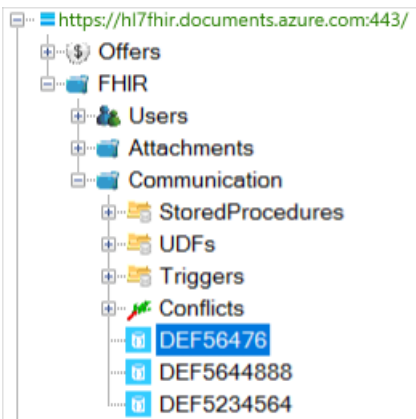 https://hl7fhir.documents.azure.com:443/
Offers
FHIR
Users
Attachments
Communication
StoredProcedures
UDFs
Triggers
Conflicts
DEF56476
DEF5644888
DEF5234564